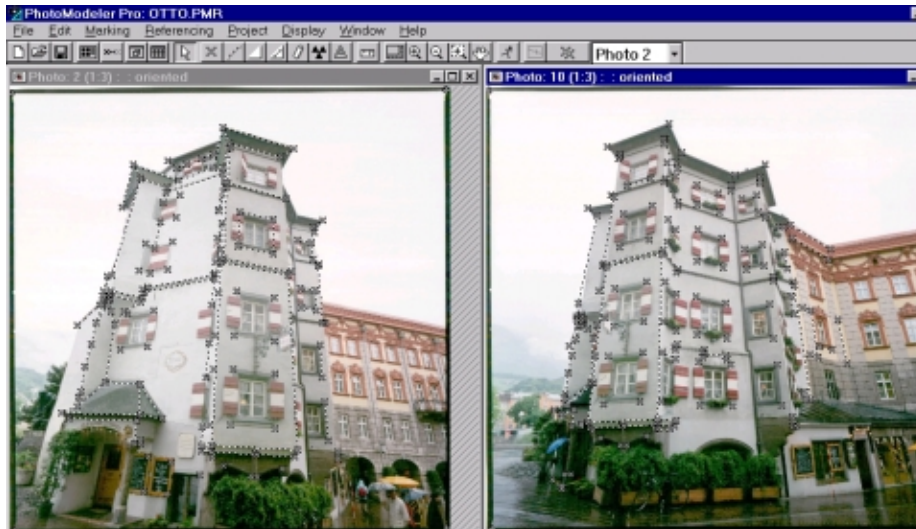 PhotoModeler Pro: OTTO.PMR
File Edit Marking Referencing Project Display Window Help
Photo 2
Photo: 2 (1:3) : : oriented
Photo: 10 (1:3) : : oriented